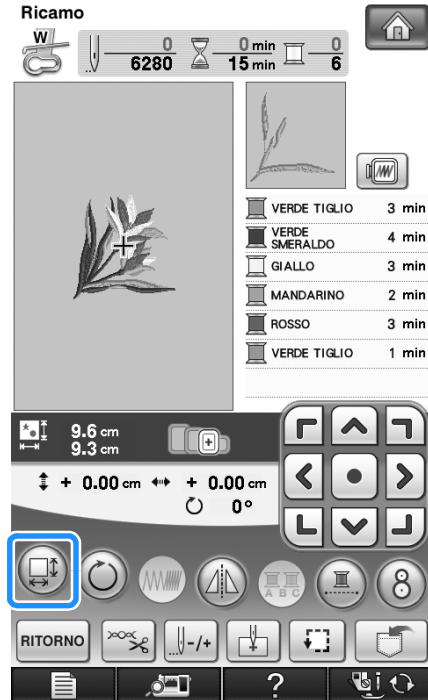 Ricamo
W
0 0 min 0
6280 15 min 6
VERDE TIGLIO 3 min
VERDE SMERALDO 4 min
GIALLO 3 min
MANDARINO 2 min
ROSSO 3 min
VERDE TIGLIO 1 min
9.6 cm
9.3 cm
+ 0.00 cm + 0.00 cm
0°
A B C
8
RITORNO -/+
?